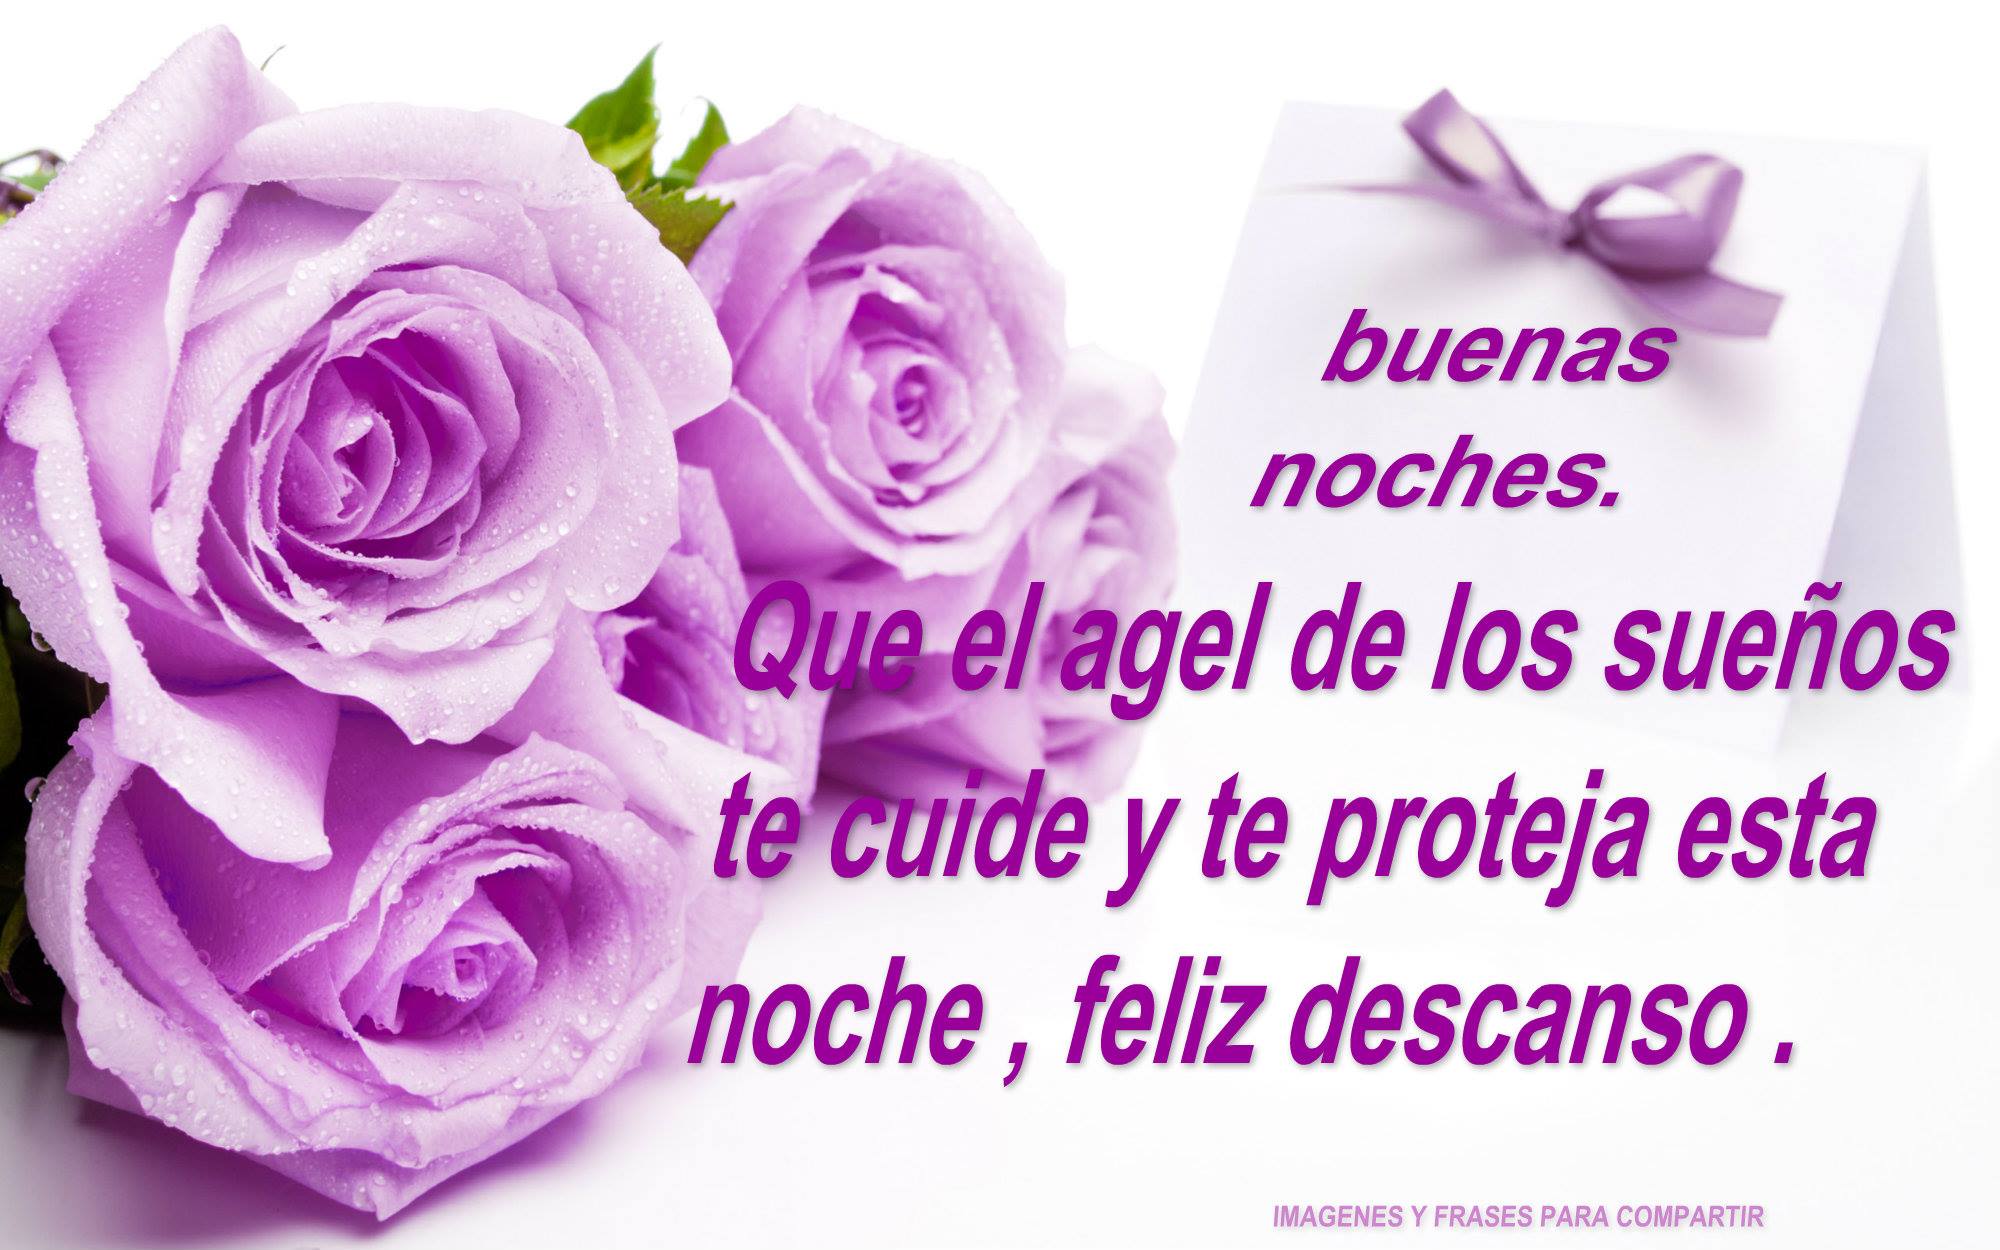 buenas
noches.
Que el agel de los sueños
te cuide y te proteja esta
noche , feliz descanso .
IMAGENES Y FRASES PARA COMPARTIR